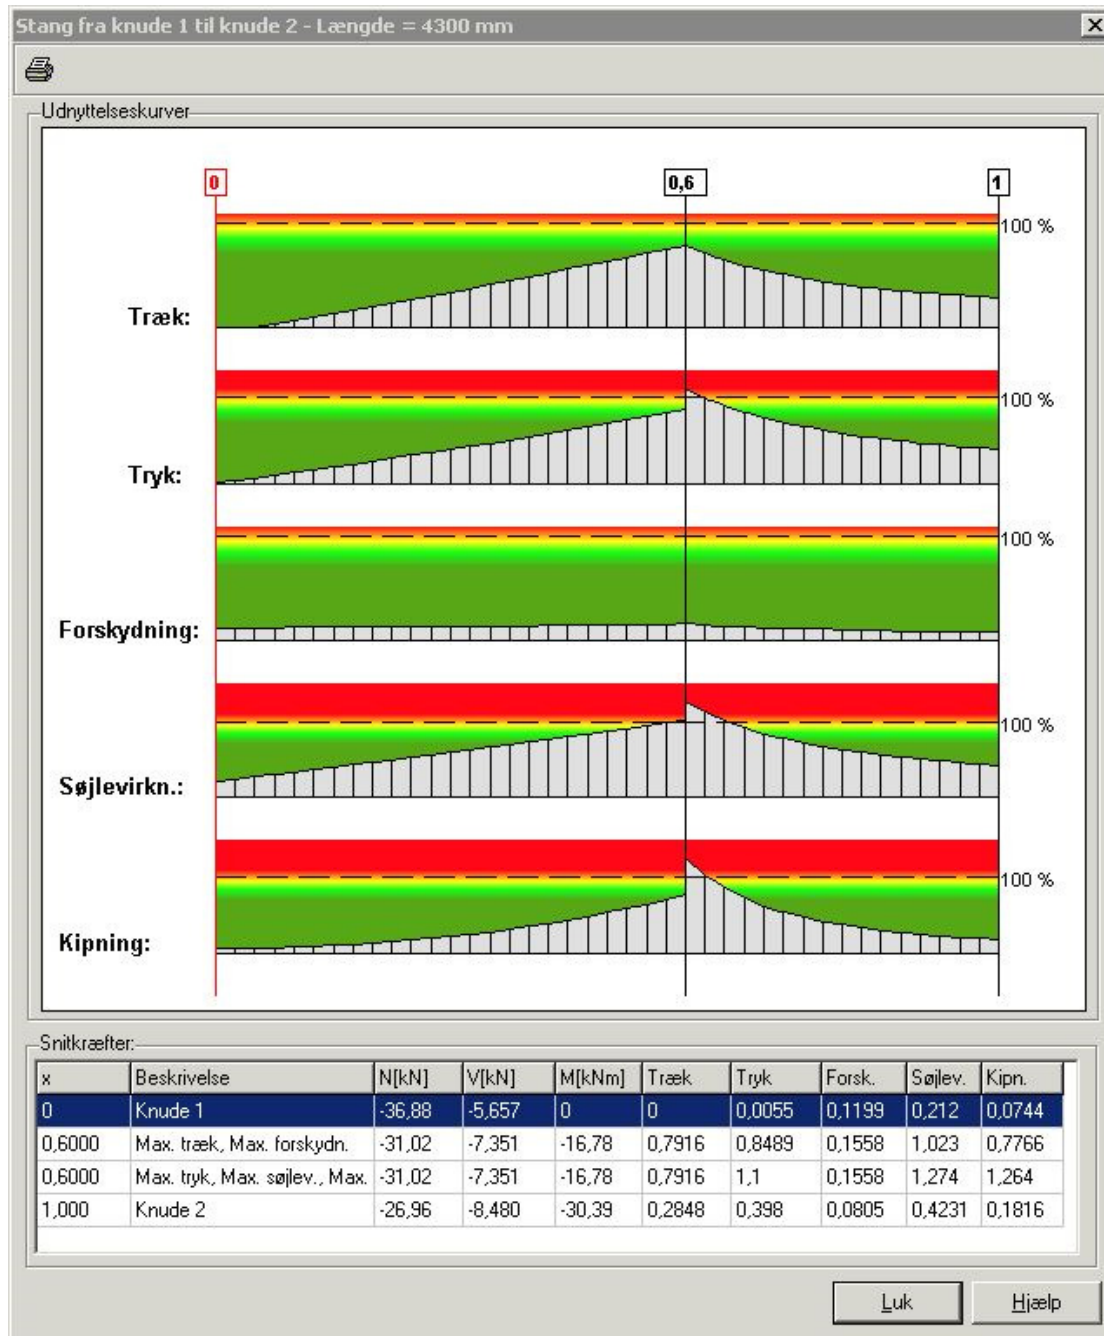 Stang fra knude 1 til knude 2 - Længde = 4300 mm
Udnyttelseskurver
0 0,6 1
100 %
Træk:
100 %
Tryk:
100 %
Forskydning:
100 %
Søjlevirkn.:
100 %
Kipning:
Snitkræfter:
x Beskrivelse N[kN] V[kN] M[kNm] Træk Tryk Forsk. Søjlev. Kipn.
0 Knude 1 -36,88 -5,657 0 0 0,0055 0,1199 0,212 0,0744
0,6000 Max. træk, Max. forskydn. -31,02 -7,351 -16,78 0,7916 0,8489 0,1558 1,023 0,7766
0,6000 Max. tryk, Max. søjlev., Max. -31,02 -7,351 -16,78 0,7916 1,1 0,1558 1,274 1,264
1,000 Knude 2 -26,96 -8,480 -30,39 0,2848 0,398 0,0805 0,4231 0,1816
Luk Hjælp